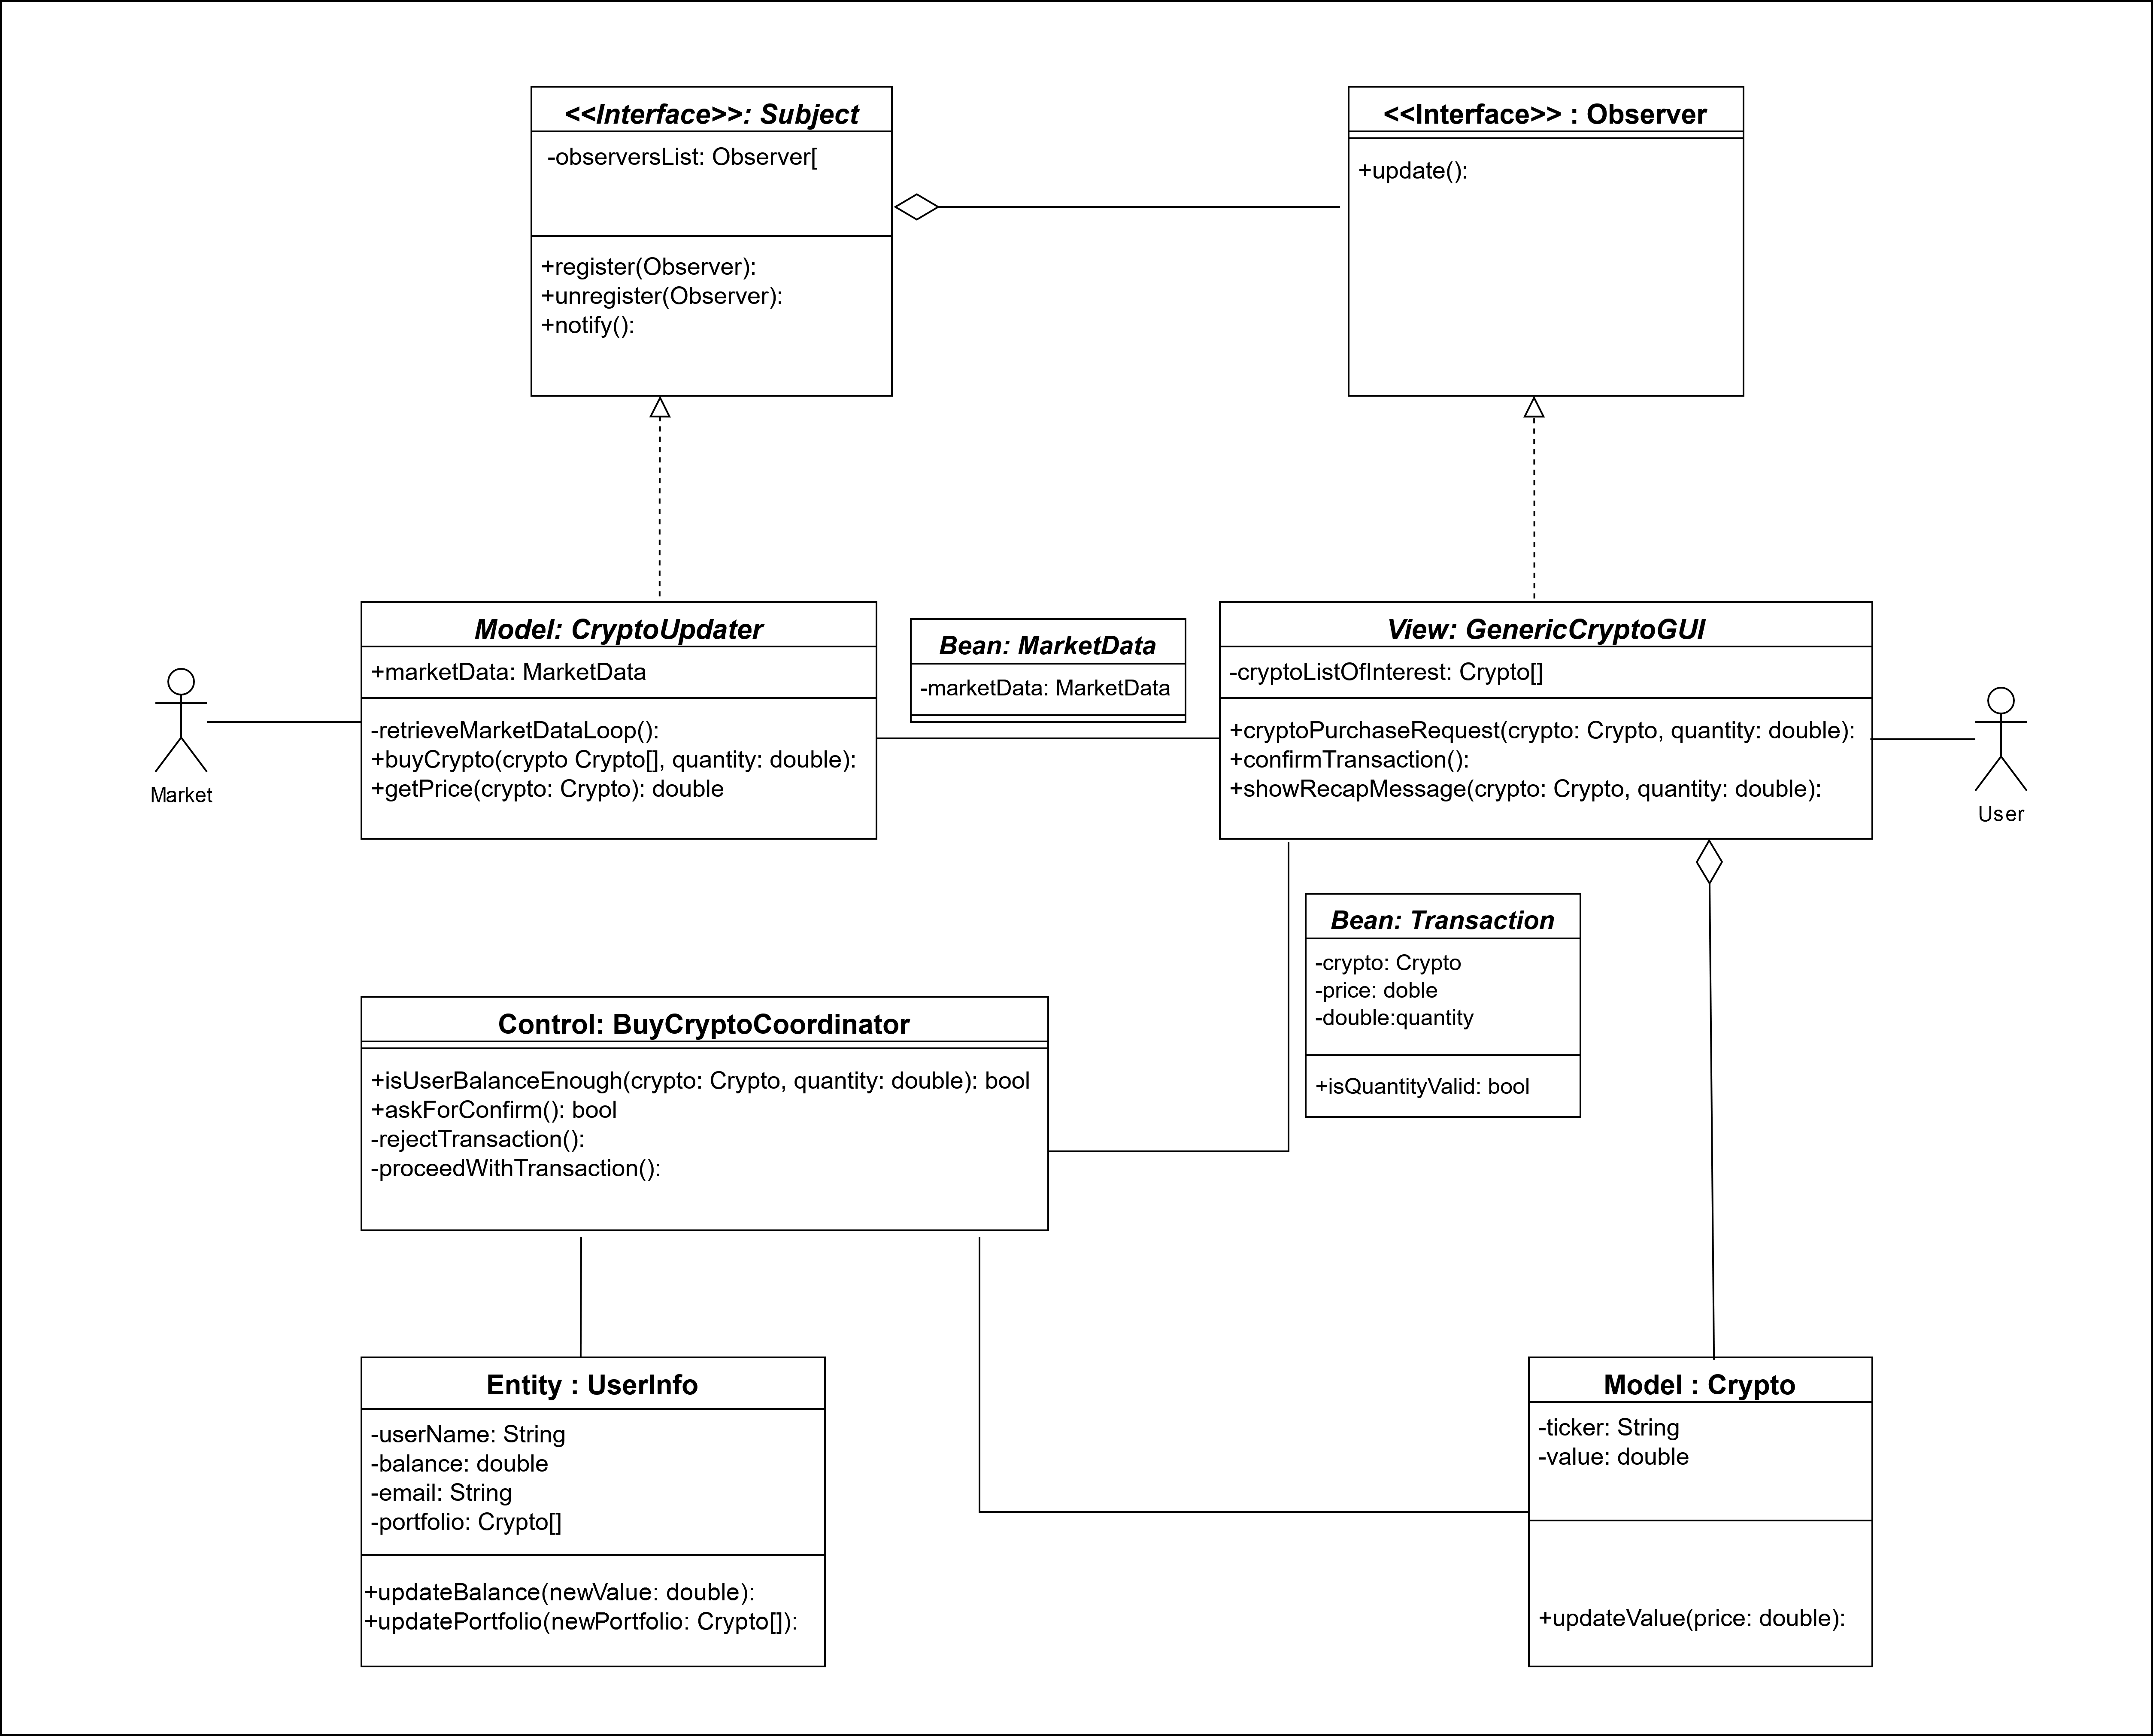 <<Interface>>: Subject
-observersList: Observer[
+register(Observer):
+unregister(Observer):
+notify():
<<Interface>> : Observer
+update():
Model: CryptoUpdater
+marketData: MarketData
-retrieveMarketDataLoop():
+buyCrypto(crypto Crypto[], quantity: double):
+getPrice(crypto: Crypto): double
Bean: MarketData
-marketData: MarketData
View: GenericCryptoGUI
-cryptoListOfInterest: Crypto[]
+cryptoPurchaseRequest(crypto: Crypto, quantity: double):
+confirmTransaction():
+showRecapMessage(crypto: Crypto, quantity: double):
Market
User
Bean: Transaction
-crypto: Crypto
-price: doble
-double:quantity
+isQuantityValid: bool
Control: BuyCryptoCoordinator
+isUserBalanceEnough(crypto: Crypto, quantity: double): bool
+askForConfirm(): bool
-rejectTransaction():
-proceedWithTransaction():
Entity : UserInfo
-userName: String
-balance: double
-email: String
-portfolio: Crypto[]
+updateBalance(newValue: double):
+updatePortfolio(newPortfolio: Crypto[]):
Model : Crypto
-ticker: String
-value: double
+updateValue(price: double):